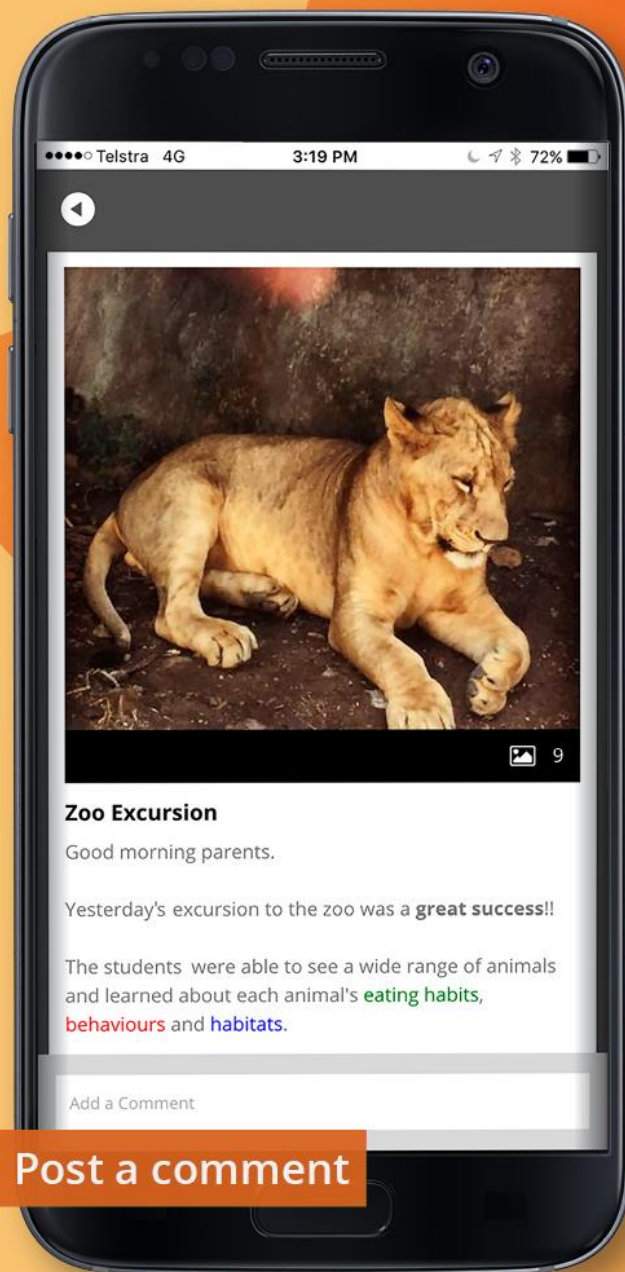 Telstra 4G 3:19 PM 72%
9
Zoo Excursion
Good morning parents.
Yesterday's excursion to the zoo was a great success!!
The students were able to see a wide range of animals
and learned about each animal's eating habits,
behaviours and habitats.
Add a Comment
Post a comment